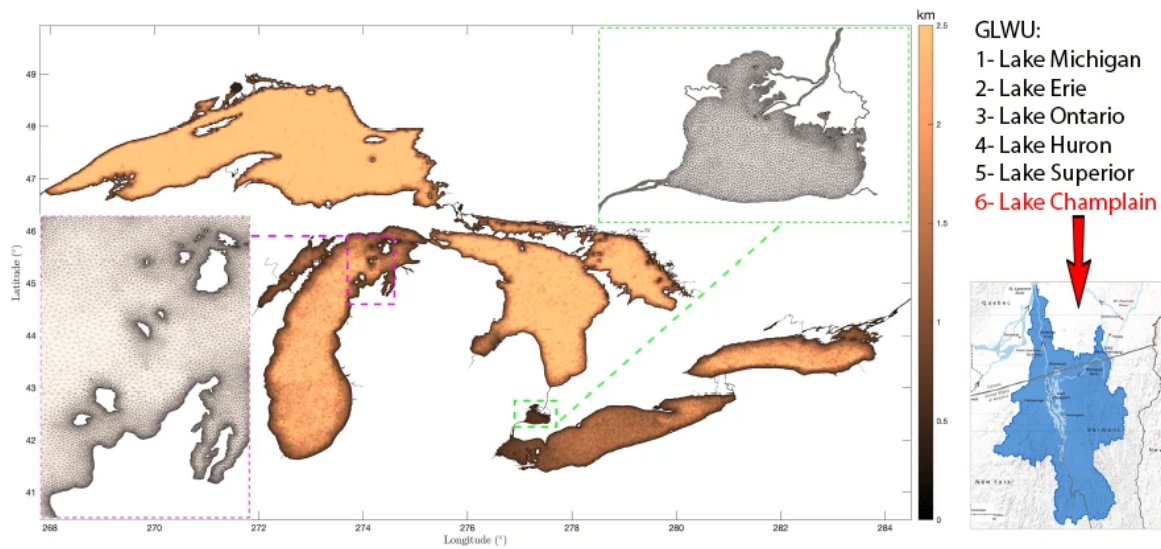 km
2.5
2
1.5
1
0.5
0
49
48
47
46
45
44
43
42
41
Latitude (°)
268
270
272
274
276
278
280
282
284
Longitude (°)
GLWU:
1- Lake Michigan
2- Lake Erie
3- Lake Ontario
4- Lake Huron
5- Lake Superior
6- Lake Champlain
Quebec
Vermont
New York